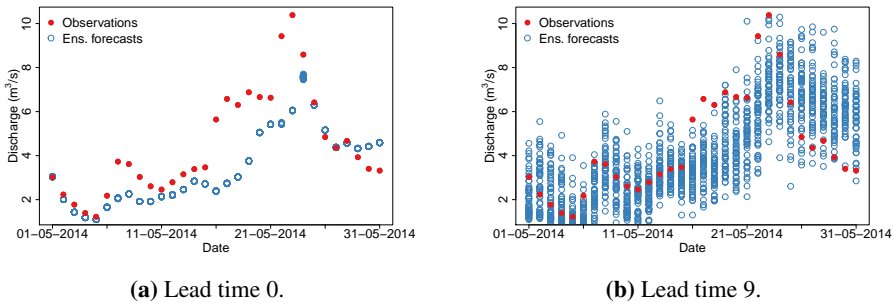 Observations
Ens. forecasts
Discharge (m³/s)
10
8
6
4
2
01−05−2014
11−05−2014
21−05−2014
31−05−2014
Date
(a) Lead time 0.
Observations
Ens. forecasts
Discharge (m³/s)
10
8
6
4
2
01−05−2014
11−05−2014
21−05−2014
31−05−2014
Date
(b) Lead time 9.